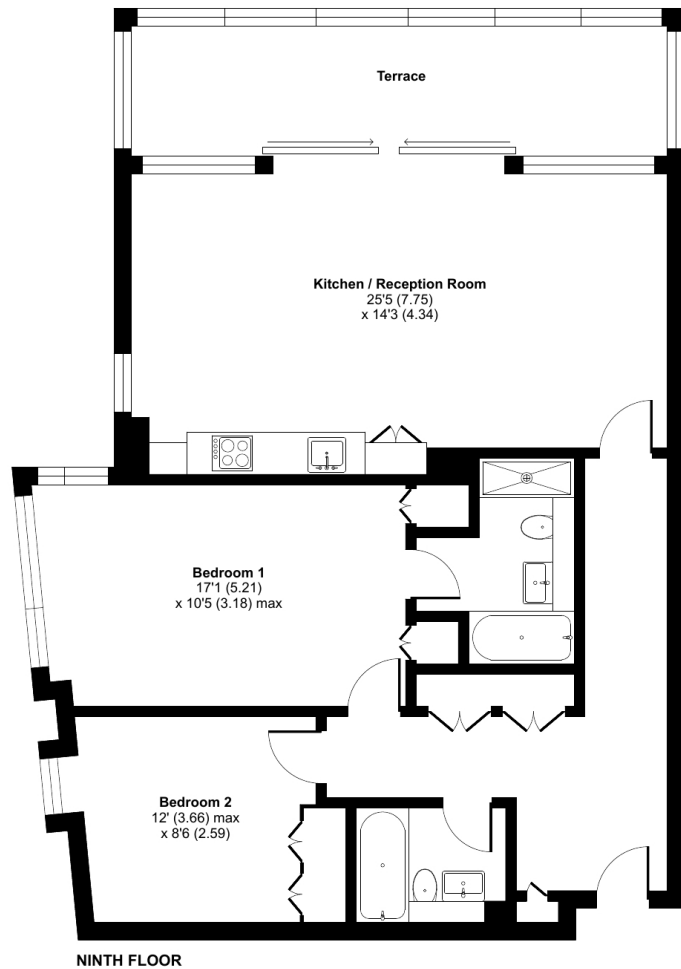 Terrace
Kitchen / Reception Room
25'5 (7.75)
x 14'3 (4.34)
Bedroom 1
17'1 (5.21)
x 10'5 (3.18) max
Bedroom 2
12' (3.66) max
x 8'6 (2.59)
NINTH FLOOR